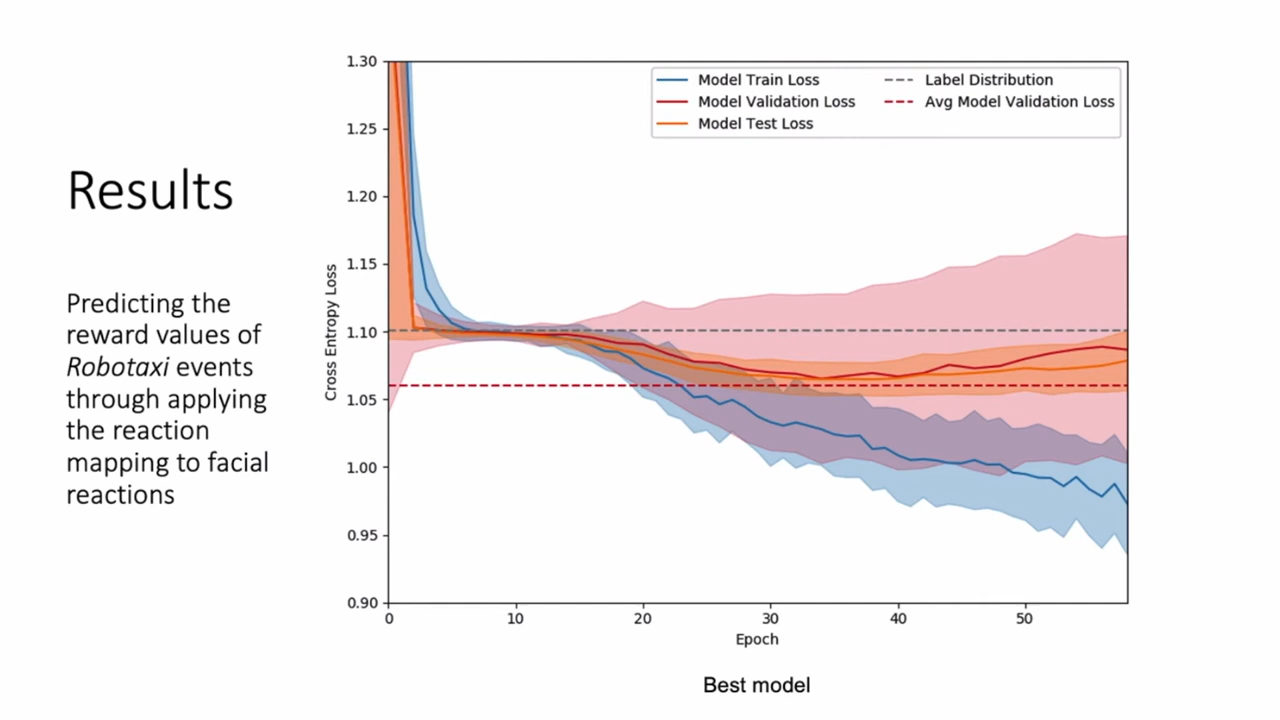 Results
Predicting the
reward values of
Robotaxi events
through applying
the reaction
mapping to facial
reactions
Model Train Loss
Model Validation Loss
Model Test Loss
Label Distribution
Avg Model Validation Loss
Cross Entropy Loss
1.30
1.25
1.20
1.15
1.10
1.05
1.00
0.95
0.90
0
10
20
30
40
50
Epoch
Best model